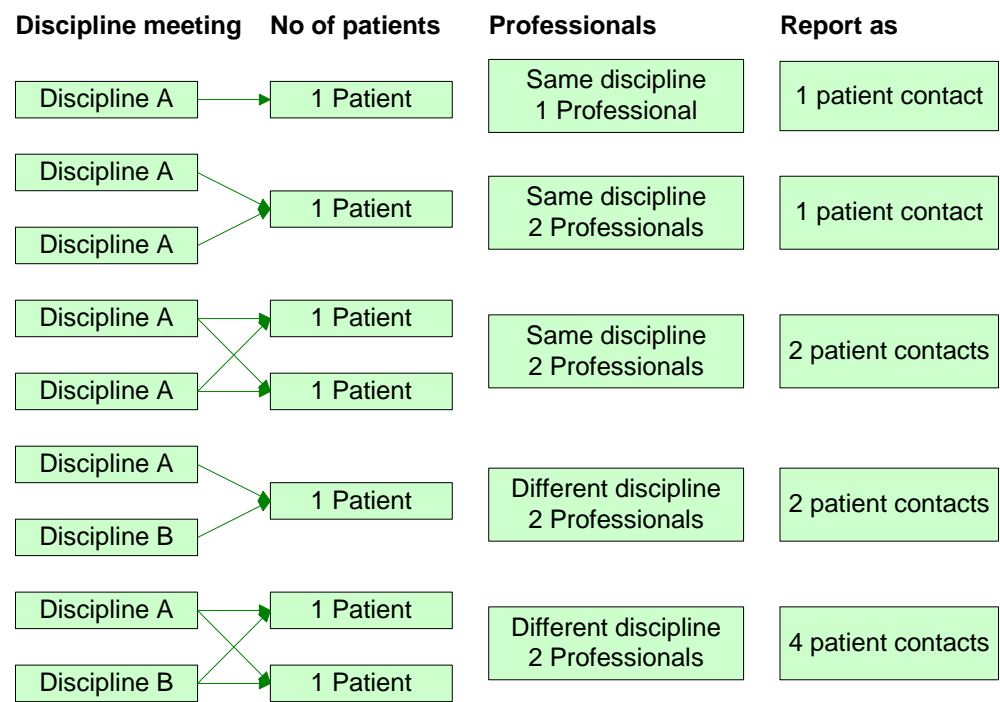 Discipline meeting No of patients Professionals Report as
Discipline A 1 Patient Same discipline
1 Professional 1 patient contact
Discipline A
Discipline A
1 Patient
Same discipline
2 Professionals
1 patient contact
Discipline A 1 Patient
Discipline A 1 Patient
Same discipline
2 Professionals
2 patient contacts
Discipline A
Discipline B
1 Patient
Different discipline
2 Professionals
2 patient contacts
Discipline A 1 Patient
Discipline B 1 Patient
Different discipline
2 Professionals
4 patient contacts